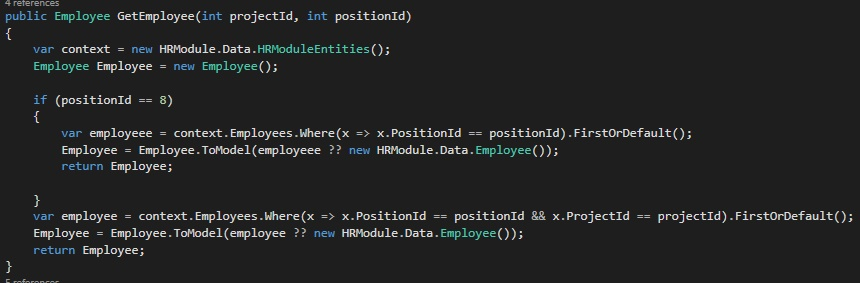 4 references
public Employee GetEmployee(int projectId, int positionId)
{
    var context = new HRModule.Data.HRModuleEntities();
    Employee Employee = new Employee();

    if (positionId == 8)
    {
        var employeee = context.Employees.Where(x => x.PositionId == positionId).FirstOrDefault();
        Employee = Employee.ToModel(employeee ?? new HRModule.Data.Employee());
        return Employee;

    }
    var employee = context.Employees.Where(x => x.PositionId == positionId && x.ProjectId == projectId).FirstOrDefault();
    Employee = Employee.ToModel(employee ?? new HRModule.Data.Employee());
    return Employee;
}
5 references